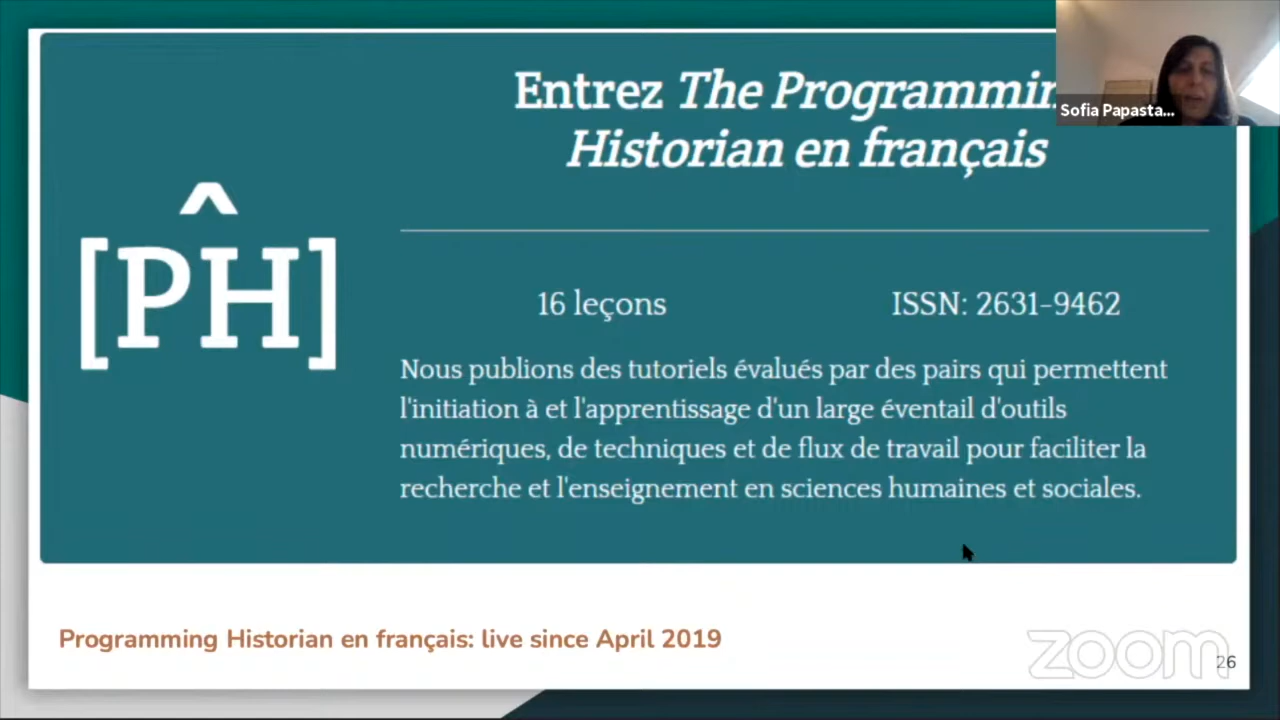 Entrez The Programmin
Historian en français
Sofia Papasta...
[P̂H]
16 leçons
ISSN: 2631-9462
Nous publions des tutoriels évalués par des pairs qui permettent
l'initiation à et l'apprentissage d'un large éventail d'outils
numériques, de techniques et de flux de travail pour faciliter la
recherche et l'enseignement en sciences humaines et sociales.
Programming Historian en français: live since April 2019
zoom
26